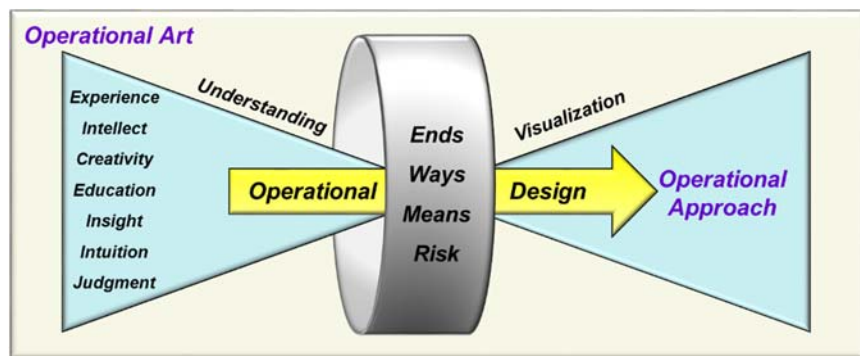 Operational Art
Experience
Intellect
Creativity
Education
Insight
Intuition
Judgment
Understanding
Operational
Ends
Ways
Means
Risk
Visualization
Design
Operational
Approach